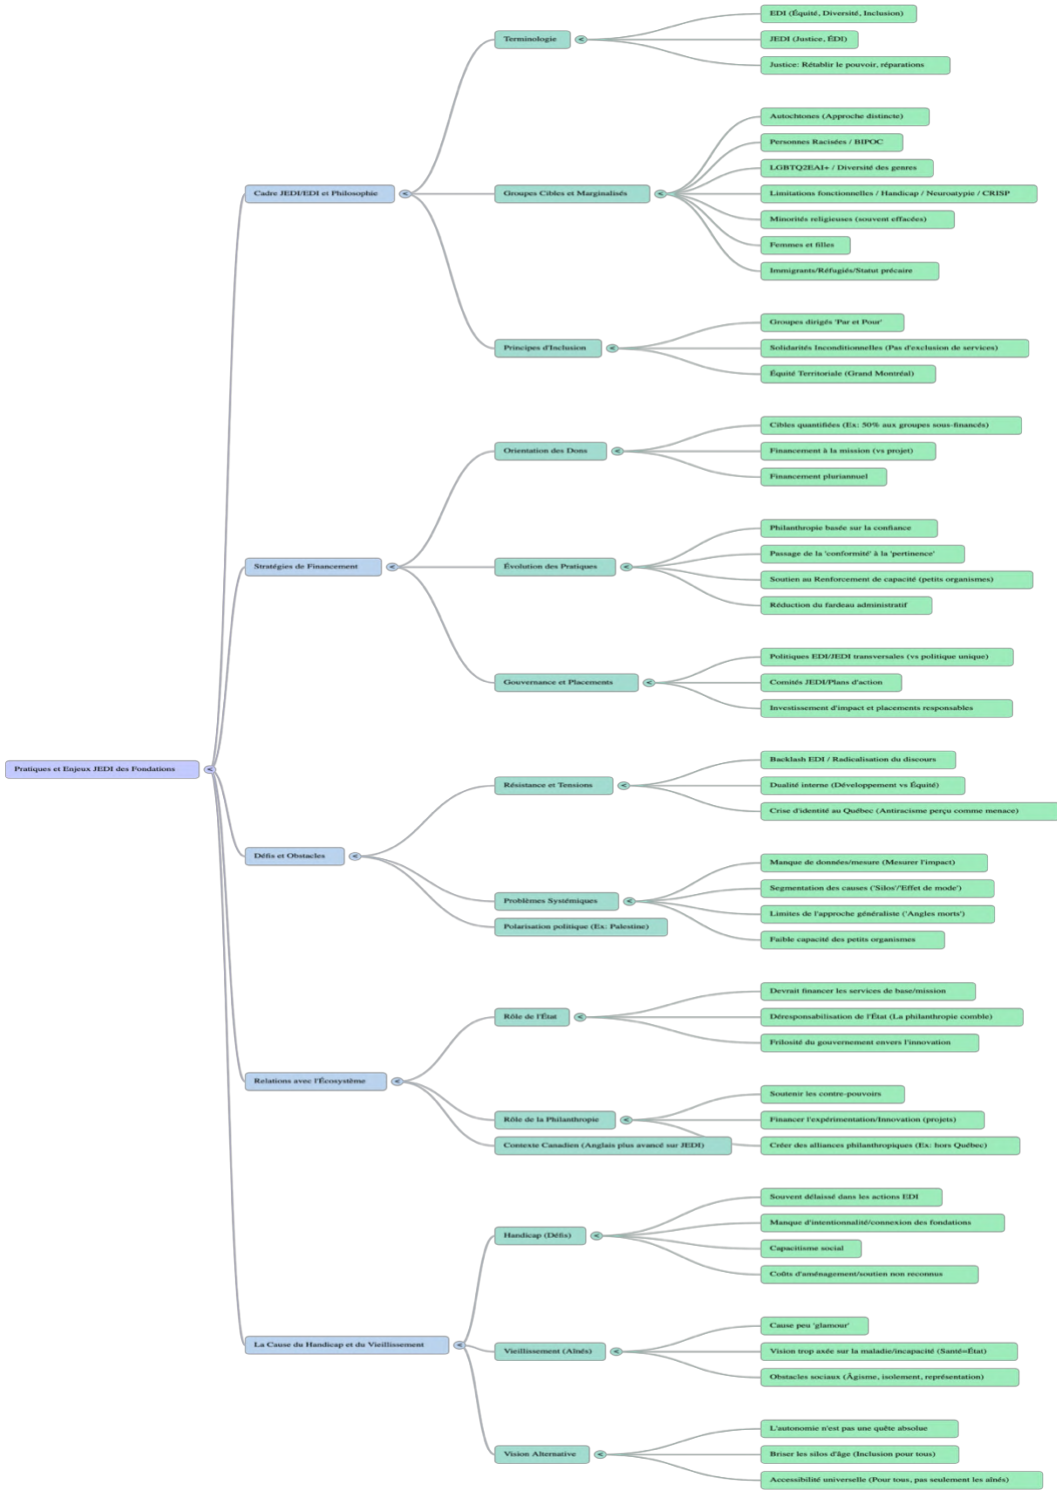 Pratiques et Enjeux JEDI des Fondations
Cadre JEDI/EDI et Philosophie
Terminologie
EDI (Équité, Diversité, Inclusion)
JEDI (Justice, ÉDI)
Justice: Rétablir le pouvoir, réparations
Groupes Cibles et Marginalisés
Autochtones (Approche distincte)
Personnes Racisées / BIPOC
LGBTQ2EAI+ / Diversité des genres
Limitations fonctionnelles / Handicap / Neuroatypie / CRISP
Minorités religieuses (souvent effacées)
Femmes et filles
Immigrants/Réfugiés/Statut précaire
Principes d'Inclusion
Groupes dirigés 'Par et Pour'
Solidarités Inconditionnelles (Pas d'exclusion de services)
Équité Territoriale (Grand Montréal)
Stratégies de Financement
Orientation des Dons
Cibles quantifiées (Ex: 50% aux groupes sous-financés)
Financement à la mission (vs projet)
Financement pluriannuel
Évolution des Pratiques
Philanthropie basée sur la confiance
Passage de la 'conformité' à la 'pertinence'
Soutien au Renforcement de capacité (petits organismes)
Réduction du fardeau administratif
Gouvernance et Placements
Politiques EDI/JEDI transversales (vs politique unique)
Comités JEDI/Plans d'action
Investissement d'impact et placements responsables
Défis et Obstacles
Résistance et Tensions
Backlash EDI / Radicalisation du discours
Dualité interne (Développement vs Équité)
Crise d'identité au Québec (Antiracisme perçu comme menace)
Problèmes Systémiques
Manque de données/mesure (Mesurer l'impact)
Segmentation des causes ('Silos'/'Effet de mode')
Limites de l'approche généraliste ('Angles morts')
Faible capacité des petits organismes
Polarisation politique (Ex: Palestine)
Relations avec l'Écosystème
Rôle de l'État
Devrait financer les services de base/mission
Déresponsabilisation de l'État (La philanthropie comble)
Frilosité du gouvernement envers l'innovation
Rôle de la Philanthropie
Soutenir les contre-pouvoirs
Financer l'expérimentation/Innovation (projets)
Créer des alliances philanthropiques (Ex: hors Québec)
Contexte Canadien (Anglais plus avancé sur JEDI)
La Cause du Handicap et du Vieillissement
Handicap (Défis)
Souvent délaissé dans les actions EDI
Manque d'intentionnalité/connexion des fondations
Capacitisme social
Coûts d'aménagement/soutien non reconnus
Vieillissement (Aînés)
Cause peu 'glamour'
Vision trop axée sur la maladie/incapacité (Santé=État)
Obstacles sociaux (Âgisme, isolement, représentation)
Vision Alternative
L'autonomie n'est pas une quête absolue
Briser les silos d'âge (Inclusion pour tous)
Accessibilité universelle (Pour tous, pas seulement les aînés)